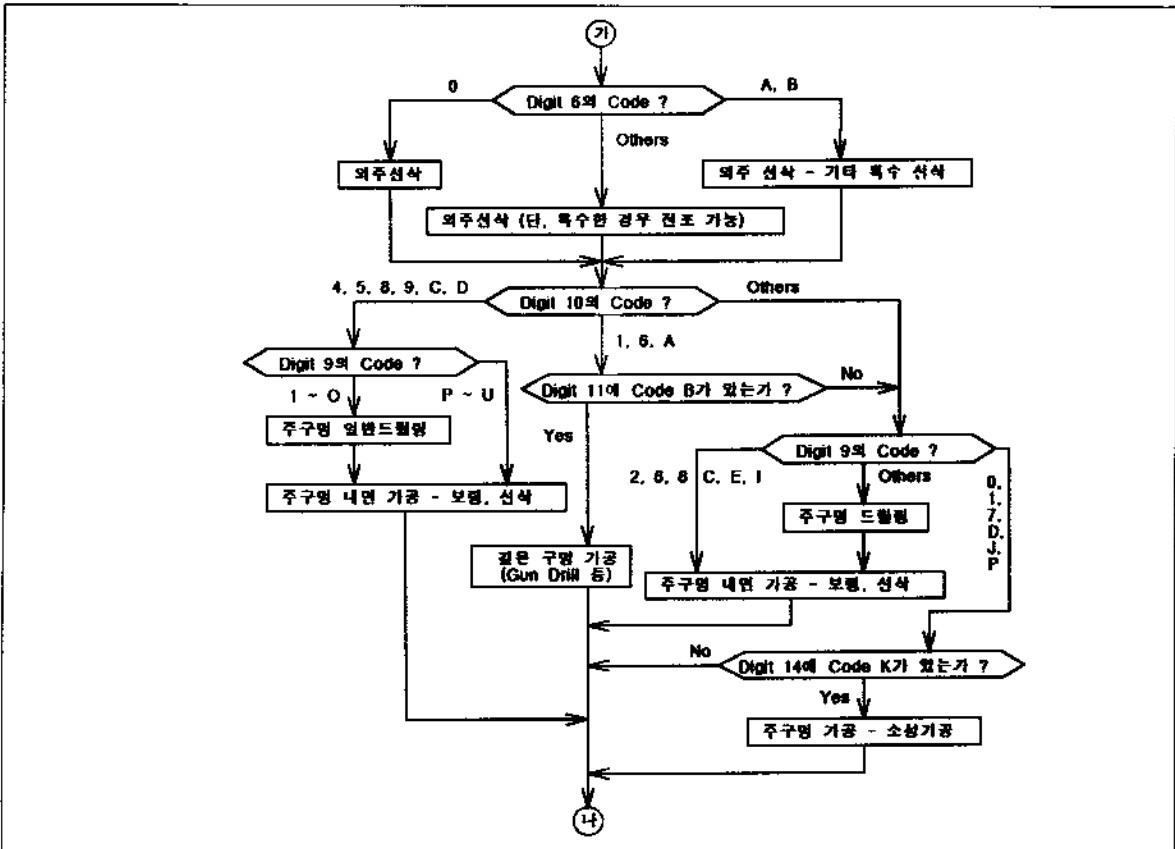 가
0
Digit 6의 Code ?
A, B
Others
외주선삭
외주 선삭 - 기타 특수 선삭
외주선삭 (단, 특수한 경우 전조 가능)
4, 5, 8, 9, C, D
Digit 10의 Code ?
Others
1, 6, A
Digit 9의 Code ?
Digit 11에 Code B가 있는가 ?
No
1 ~ O
P ~ U
주구멍 일반드릴링
Yes
Digit 9의 Code ?
2, 6, 8 C, E, I
Others
0, 1, 7, D, J, P
주구멍 내면 가공 - 보링, 선삭
주구멍 드릴링
깊은 구멍 가공
(Gun Drill 등)
주구멍 내면 가공 - 보링, 선삭
No
Digit 14에 Code K가 있는가 ?
Yes
주구멍 가공 - 소성가공
나